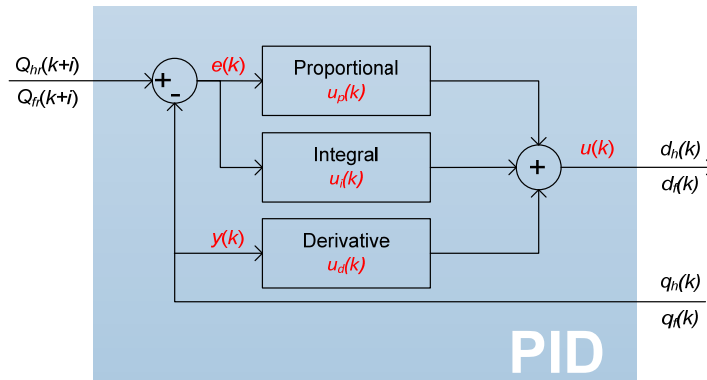 Qhr(k+i)
Qfr(k+i)
+
-
e(k)
Proportional
up(k)
Integral
ui(k)
y(k)
Derivative
ud(k)
+
u(k)
dh(k)
df(k)
qh(k)
qf(k)
PID